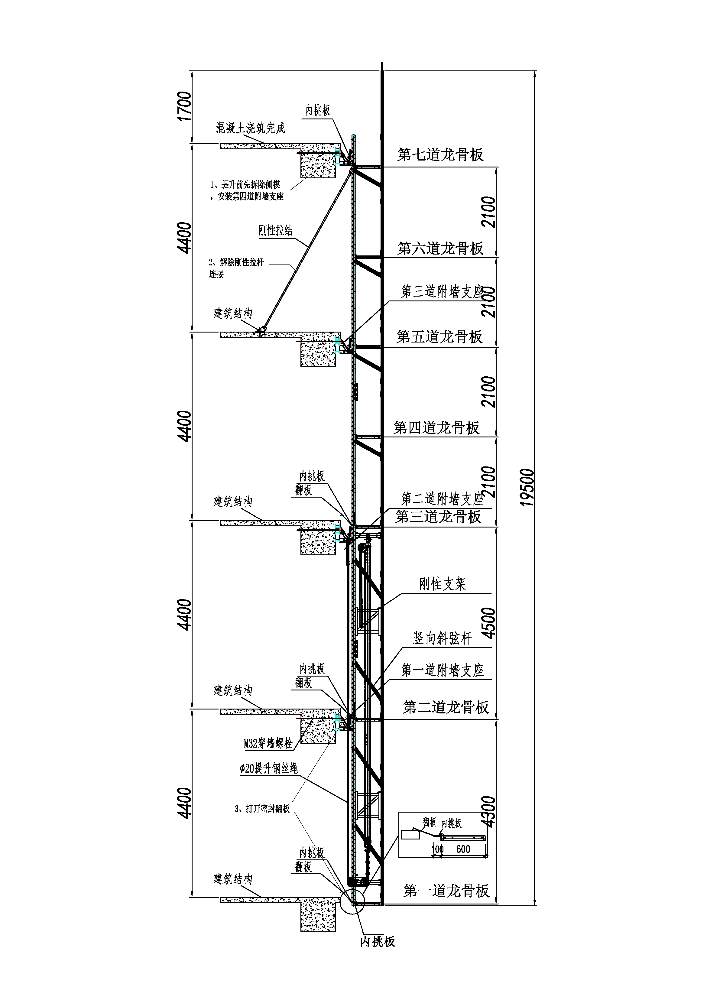 1700
内挑板
混凝土浇筑完成
第七道龙骨板
1、提升前先拆除侧模
，安装第四道附墙支座
2100
4400
刚性拉结
第六道龙骨板
2、解除刚性拉杆
连接
第三道附墙支座
2100
建筑结构
第五道龙骨板
2100
4400
第四道龙骨板
内挑板
翻板
2100
19500
建筑结构
第二道附墙支座
第三道龙骨板
刚性支架
4400
4500
竖向斜弦杆
内挑板
翻板
第一道附墙支座
建筑结构
第二道龙骨板
M32穿墙螺栓
ϕ20提升钢丝绳
4400
3、打开密封翻板
4300
翻板
内挑板
100
600
内挑板
翻板
建筑结构
第一道龙骨板
内挑板